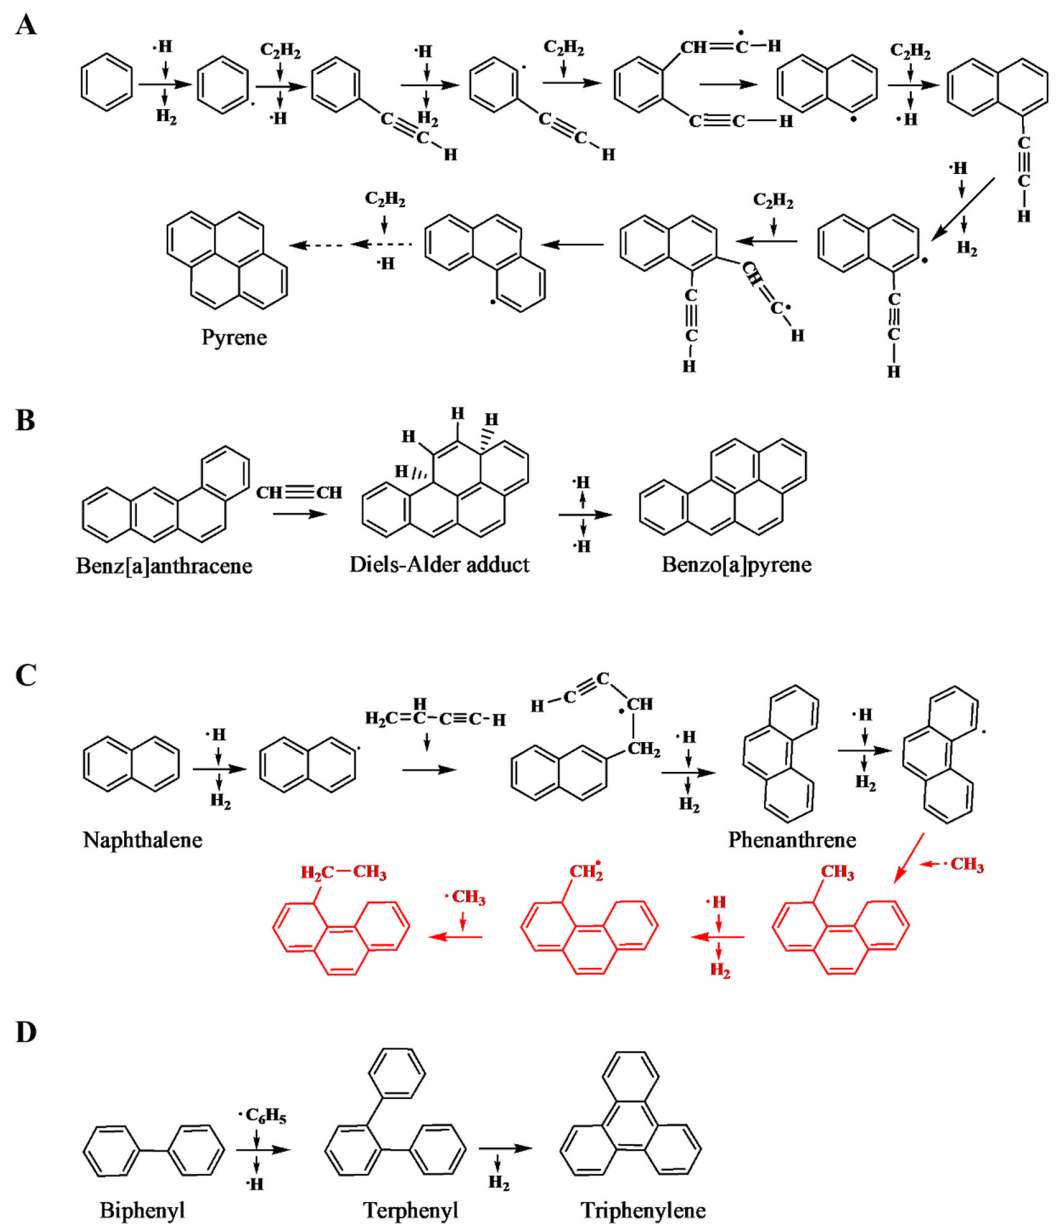 A
·H C2H2 ·H C2H2 CH=C-H C2H2
H2 ·H C≡C H2 H C≡C H C≡C-H ·H C≡C H
C2H2 C2H2 ·H
·H CH=C· H C≡C H H2 C≡C H
Pyrene
B
H H H
CH≡CH H ·H
·H
Benz[a]anthracene Diels-Alder adduct Benzo[a]pyrene
C
H-C≡C
H CH
H2C=C-C≡C-H CH2
·H ·H ·H
H2 H2 H2
Naphthalene Phenanthrene
·CH3
H2C-CH3 CH2· CH3
·CH3 ·H
H2
D
·C6H5
·H H2
Biphenyl Terphenyl Triphenylene